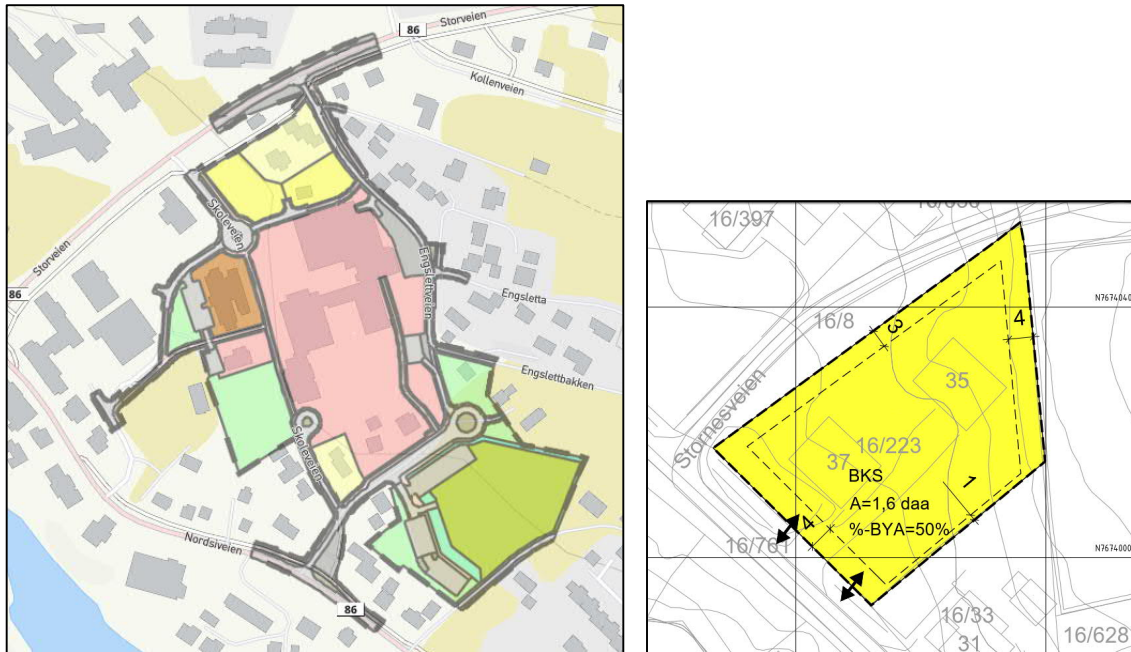 86
Storveien
Kollenveien
Skoleveien
Storveien
86
Engslettveien
Engsletta
Engslettbakken
Skoleveien
Nordsiveien
86
16/397
N7674040
16/8
3
4
Stornesveien
35
16/223
37
BKS
A=1,6 daa
%-BYA=50%
1
4
16/761
N7674000
16/33
31
16/628